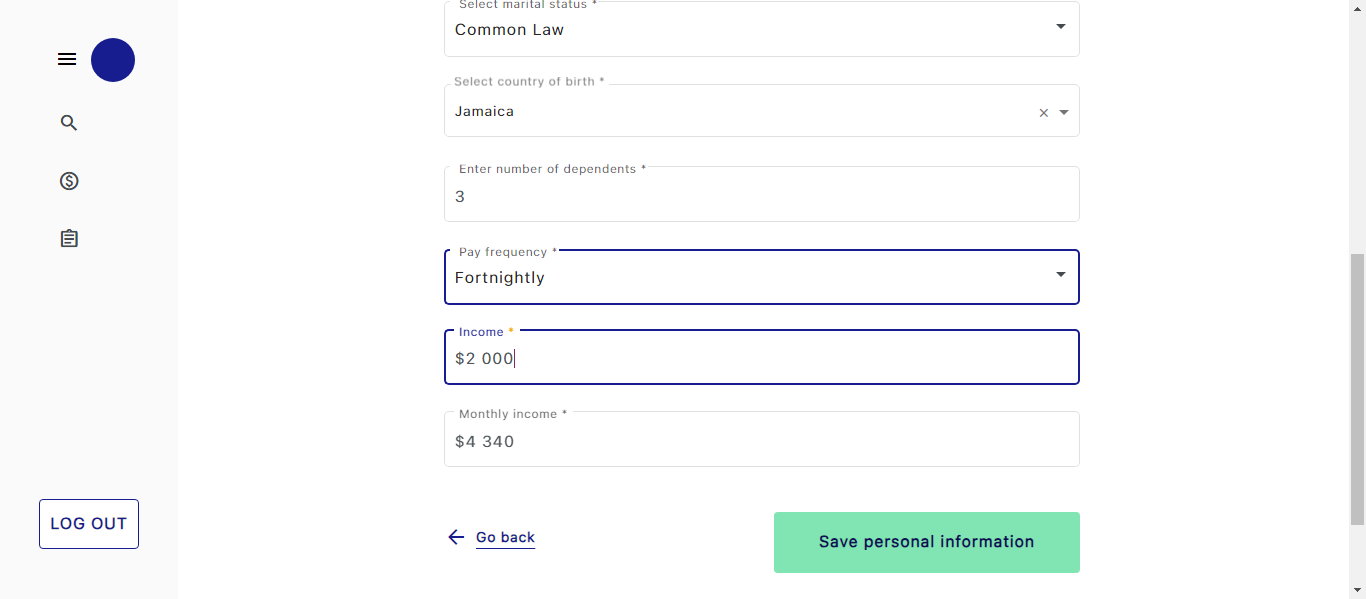 Select marital status *
Common Law
Select country of birth *
Jamaica
Enter number of dependents *
3
Pay frequency *
Fortnightly
Income *
$2 000
Monthly income *
$4 340
LOG OUT
Go back
Save personal information